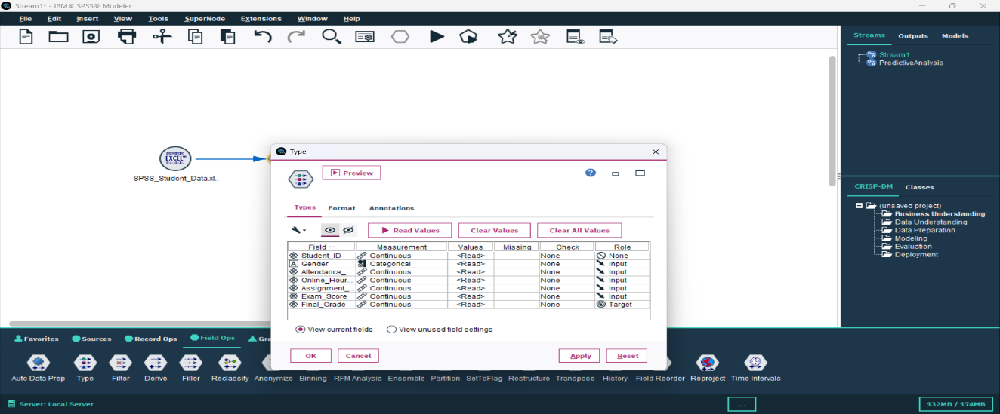 Stream1* - IBM® SPSS® Modeler
File Edit Insert View Tools SuperNode Extensions Window Help
Streams Outputs Models
Stream1
PredictiveAnalysis
EXCEL
SPSS_Student_Data.xl..
Type
Preview
?
Types Format Annotations
Read Values Clear Values Clear All Values
Field Measurement Values Missing Check Role
Student_ID Continuous <Read> None None
A Gender Categorical <Read> None Input
Attendance_... Continuous <Read> None Input
Online_Hour... Continuous <Read> None Input
Assignment_... Continuous <Read> None Input
Exam_Score Continuous <Read> None Input
Final_Grade Continuous <Read> None Target
View current fields View unused field settings
OK Cancel Apply Reset
CRISP-DM Classes
(unsaved project)
Business Understanding
Data Understanding
Data Preparation
Modeling
Evaluation
Deployment
Favorites Sources Record Ops Field Ops Gra
Auto Data Prep Type Filter Derive Filler Reclassify Anonymize Binning RFM Analysis Ensemble Partition SetToFlag Restructure Transpose History Field Reorder Reproject Time Intervals
Server: Local Server ... 132MB / 174MB